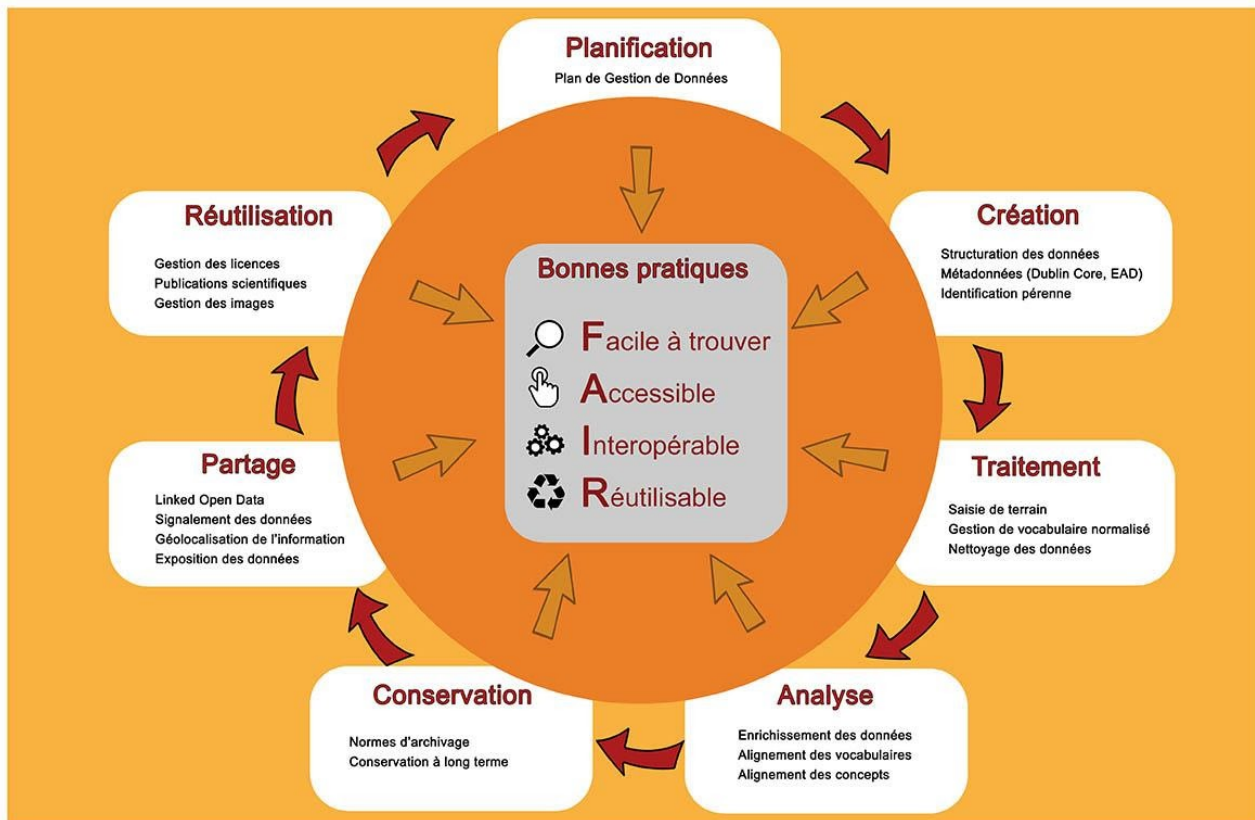 Planification
Plan de Gestion de Données
Création
Structuration des données
Métadonnées (Dublin Core, EAD)
Identification pérenne
Traitement
Saisie de terrain
Gestion de vocabulaire normalisé
Nettoyage des données
Analyse
Enrichissement des données
Alignement des vocabulaires
Alignement des concepts
Conservation
Normes d'archivage
Conservation à long terme
Partage
Linked Open Data
Signalement des données
Géolocalisation de l'information
Exposition des données
Réutilisation
Gestion des licences
Publications scientifiques
Gestion des images
Bonnes pratiques
Facile à trouver
Accessible
Interopérable
Réutilisable